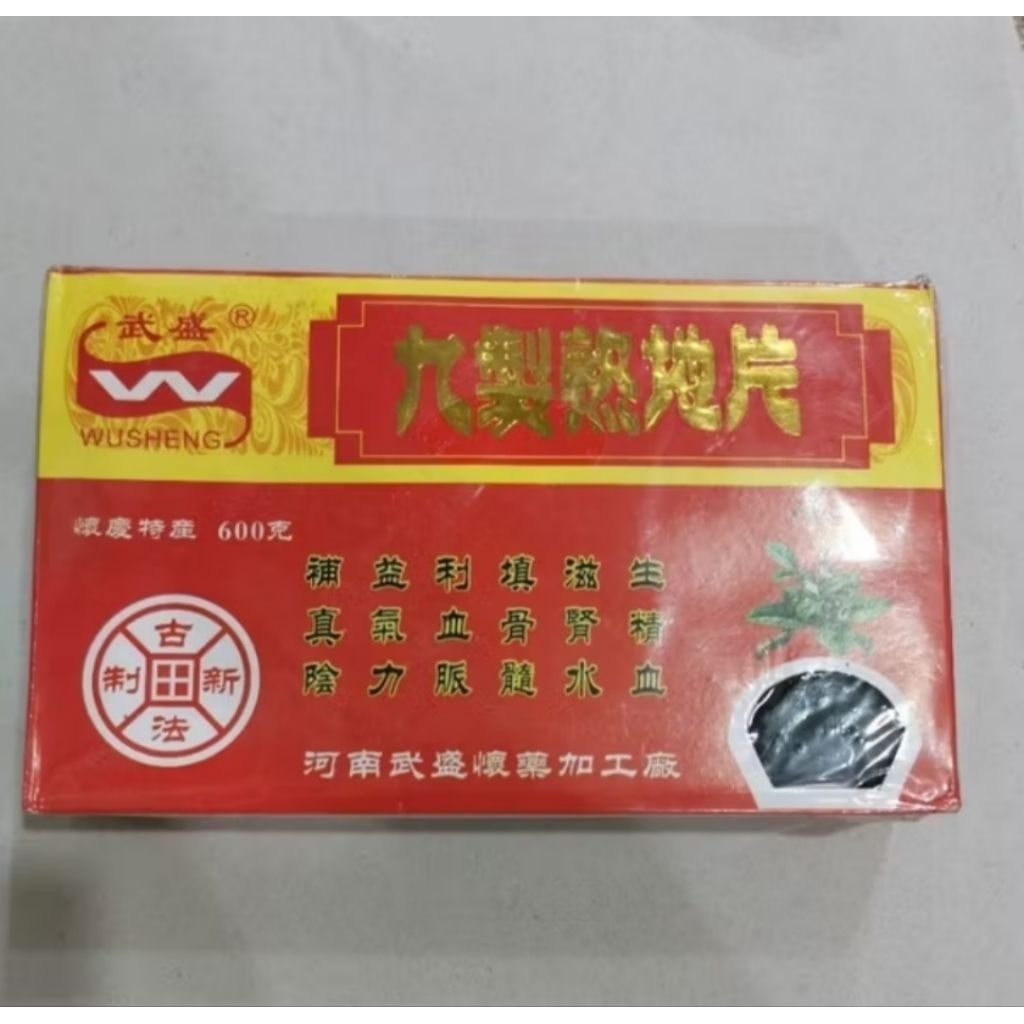 武盛®
WUSHENG
九製熟地片
懷慶特産 600克
補益利填滋生
真氣血骨腎精
陰力脈髓水血
古
制田新
法
河南武盛懷藥加工廠